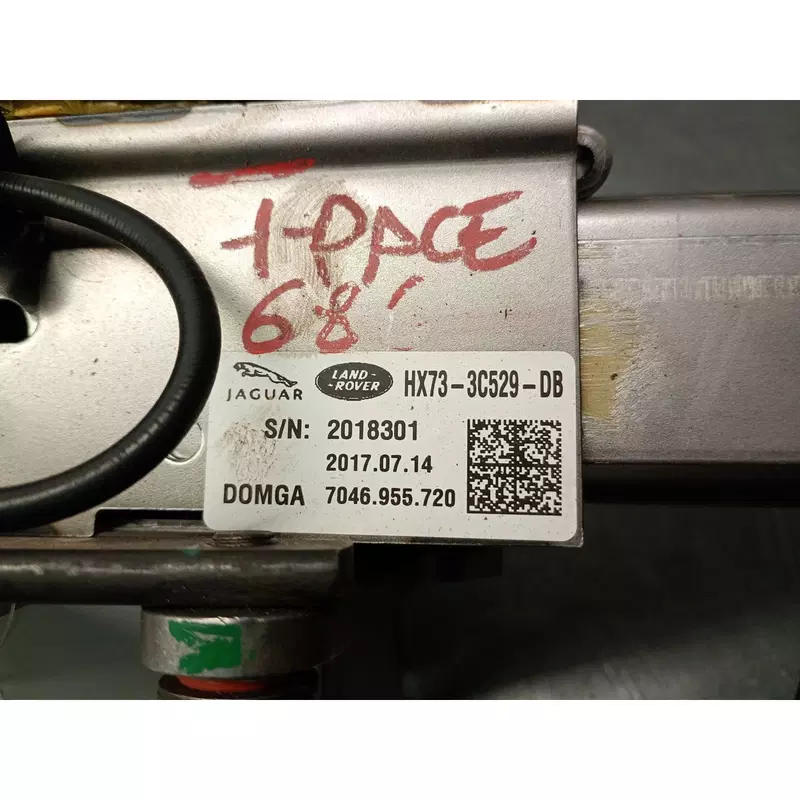 I-PACE
68'
JAGUAR LAND-ROVER HX73-3C529-DB
S/N: 2018301
2017.07.14
DOMGA 7046.955.720